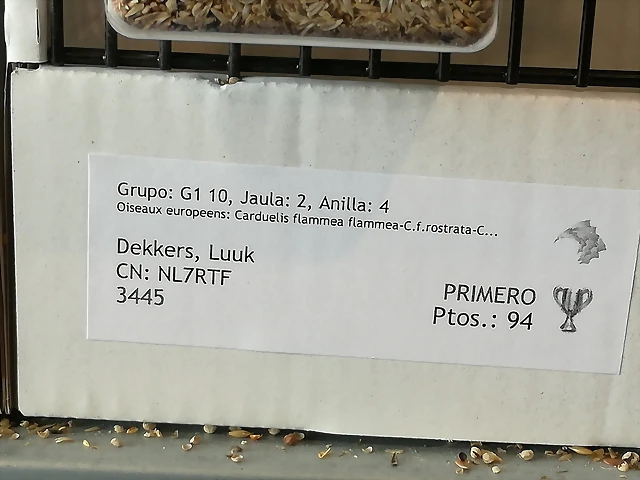 Grupo: G1 10, Jaula: 2, Anilla: 4
Oiseaux europeens: Carduelis flammea flammea-C.f.rostrata-C...
Dekkers, Luuk
CN: NL7RTF
3445
PRIMERO
Ptos.: 94